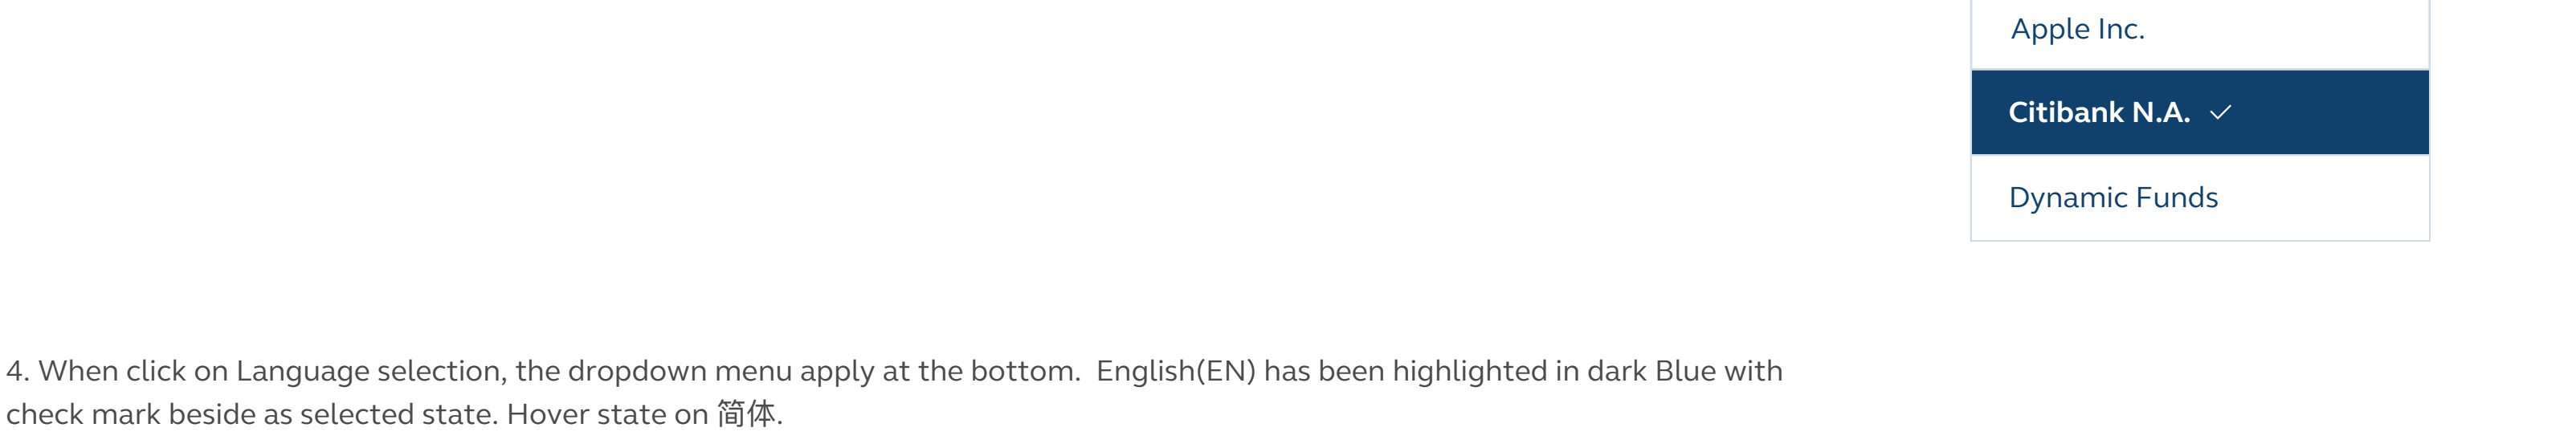 Apple Inc.
Citibank N.A.
Dynamic Funds
4. When click on Language selection, the dropdown menu apply at the bottom.  English(EN) has been highlighted in dark Blue with
check mark beside as selected state. Hover state on 简体.